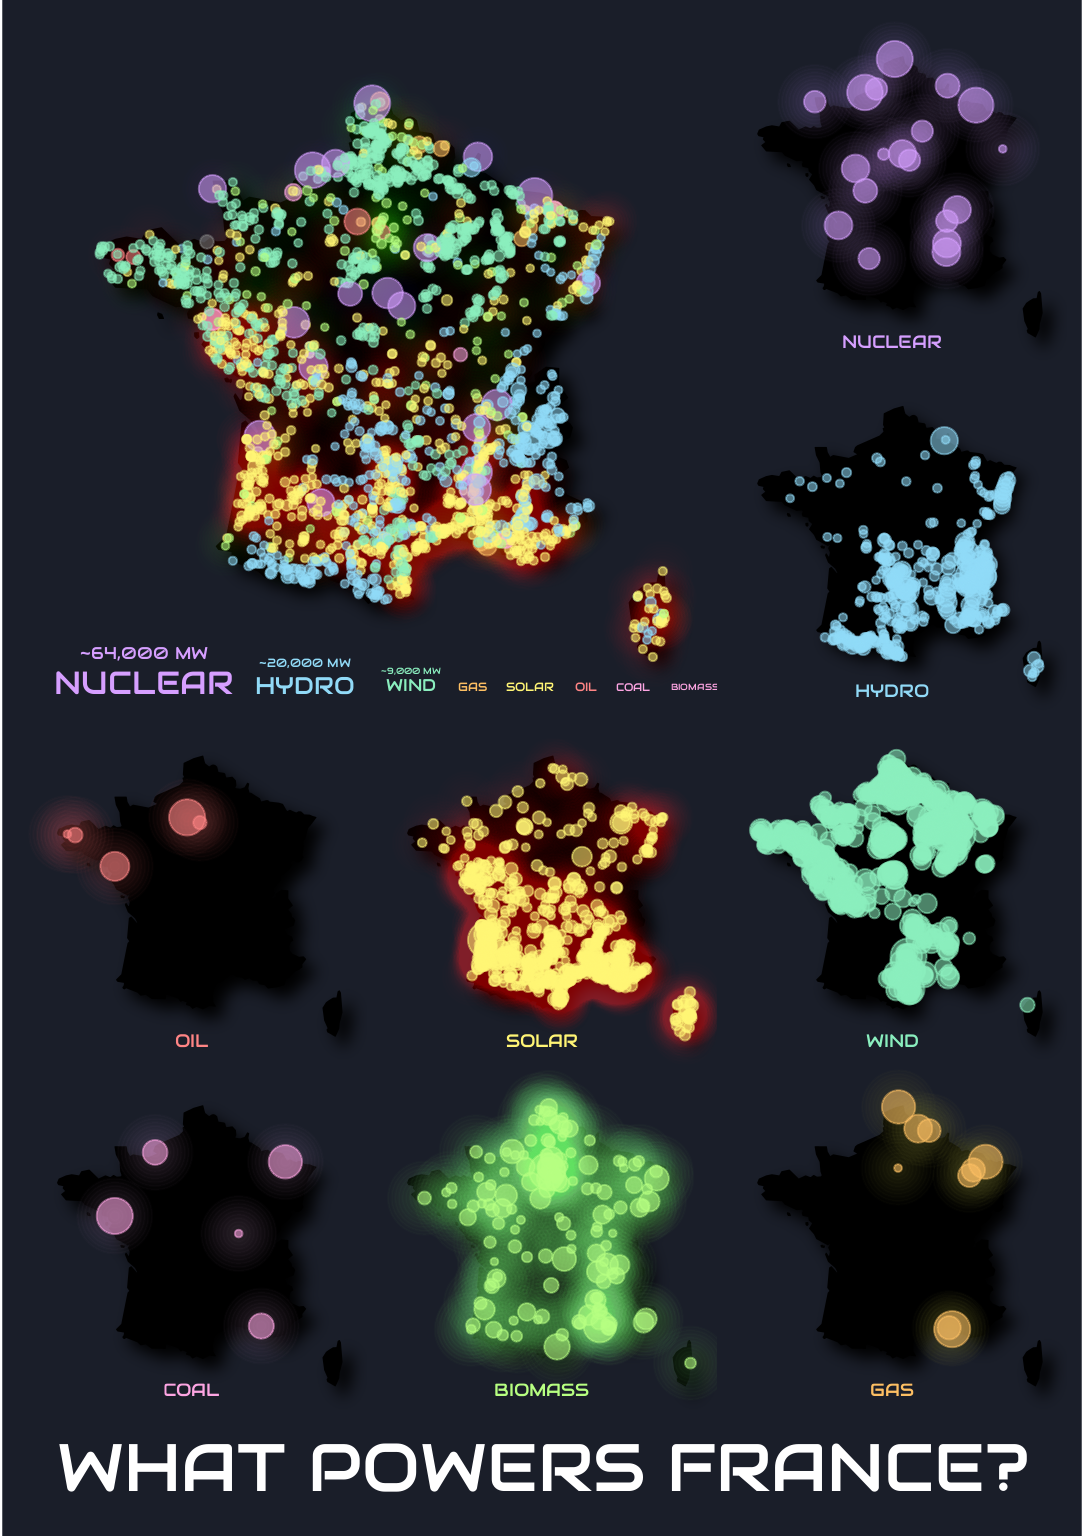 NUCLEAR
~64,000 MW
NUCLEAR
~20,000 MW
HYDRO
~9,000 MW
WIND
GAS
SOLAR
OIL
COAL
BIOMASS
HYDRO
OIL
SOLAR
WIND
COAL
BIOMASS
GAS
WHAT POWERS FRANCE?